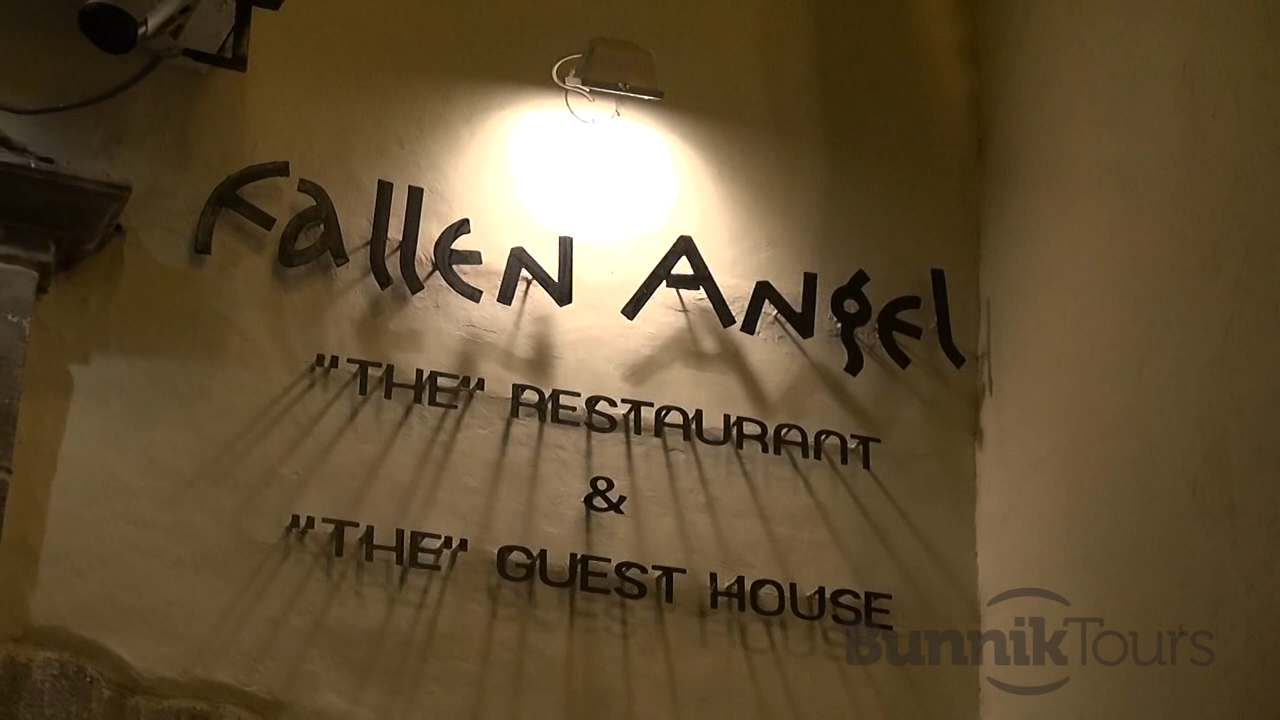 Fallen Angel
"THE" RESTAURANT
&
"THE" GUEST HOUSE
BunnikTours